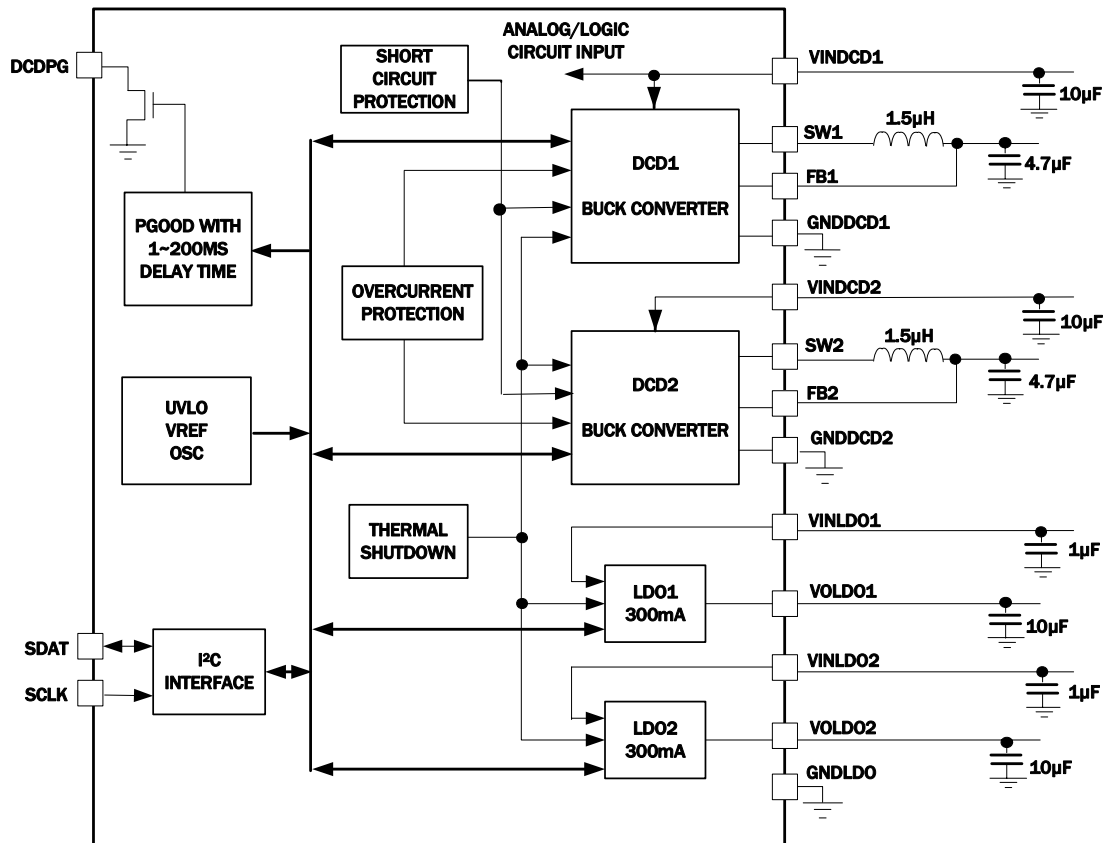 ANALOG/LOGIC
CIRCUIT INPUT
SHORT
CIRCUIT
PROTECTION
DCDPG
VINDCD1
10µF
1.5µH
SW1
4.7µF
DCD1
BUCK CONVERTER
FB1
GNDDCD1
PGOOD WITH
1~200MS
DELAY TIME
OVERCURRENT
PROTECTION
VINDCD2
10µF
1.5µH
SW2
4.7µF
DCD2
BUCK CONVERTER
FB2
GNDDCD2
UVLO
VREF
OSC
THERMAL
SHUTDOWN
VINLDO1
1µF
LDO1
300mA
VOLDO1
10µF
SDAT
SCLK
I²C
INTERFACE
VINLDO2
1µF
LDO2
300mA
VOLDO2
10µF
GNDLDO